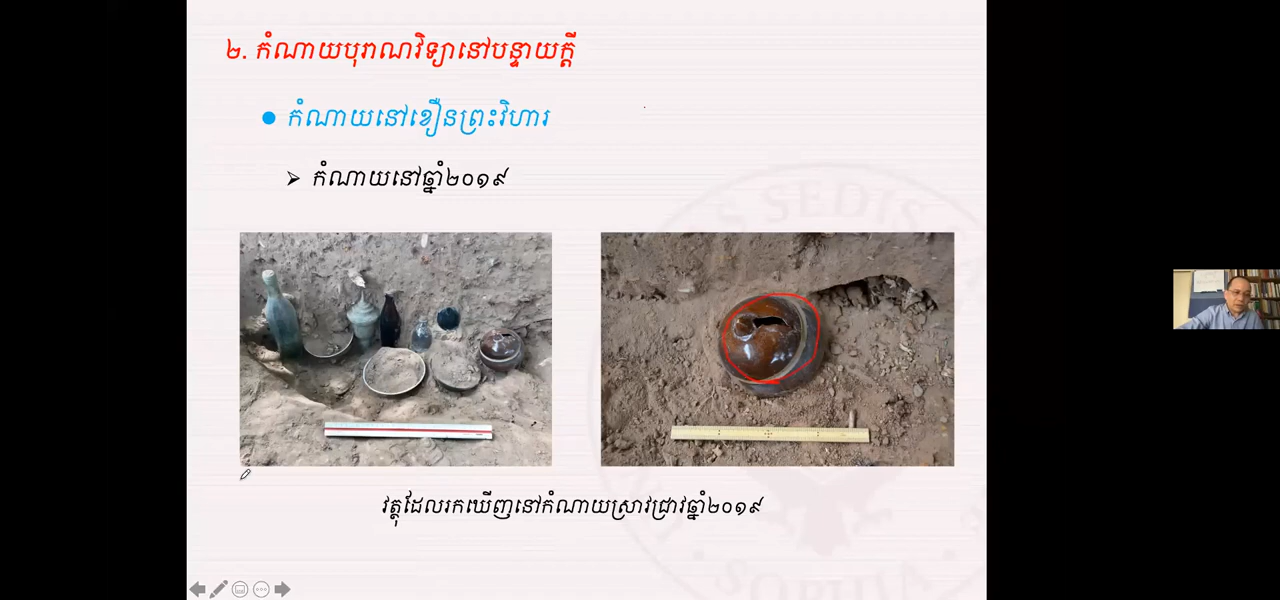 ២. កំណាយបុរាណវិទ្យានៅបន្ទាយក្តី
កំណាយនៅខឿនព្រះវិហារ
កំណាយនៅឆ្នាំ២០១៩
វត្ថុដែលរកឃើញនៅកំណាយស្រាវជ្រាវឆ្នាំ២០១៩
S SEDIS
SOPHIA